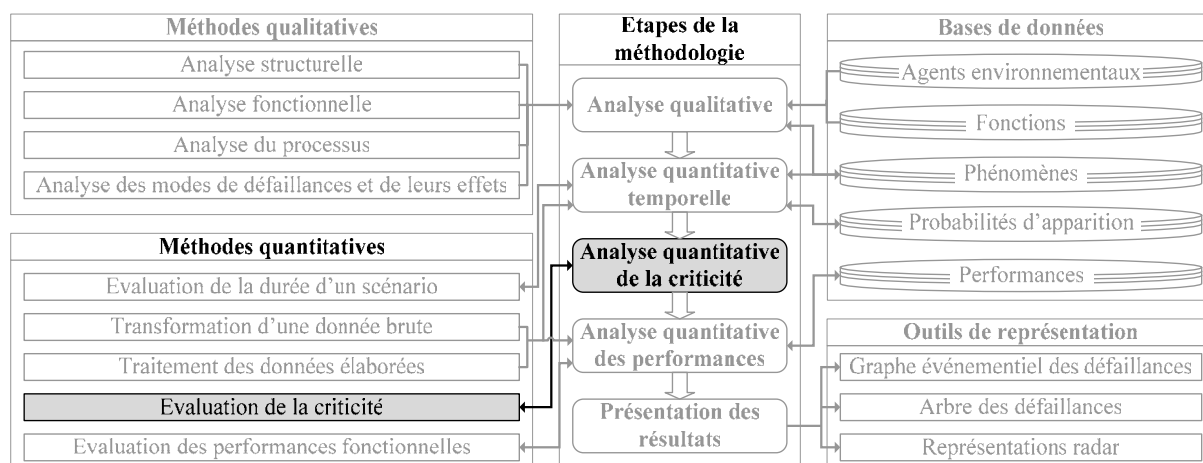 Méthodes qualitatives
Analyse structurelle
Analyse fonctionnelle
Analyse du processus
Analyse des modes de défaillances et de leurs effets
Méthodes quantitatives
Evaluation de la durée d’un scénario
Transformation d’une donnée brute
Traitement des données élaborées
Evaluation de la criticité
Evaluation des performances fonctionnelles
Etapes de la
méthodologie
Analyse qualitative
Analyse quantitative
temporelle
Analyse quantitative
de la criticité
Analyse quantitative
des performances
Présentation des
résultats
Bases de données
Agents environnementaux
Fonctions
Phénomènes
Probabilités d’apparition
Performances
Outils de représentation
Graphe événementiel des défaillances
Arbre des défaillances
Représentations radar